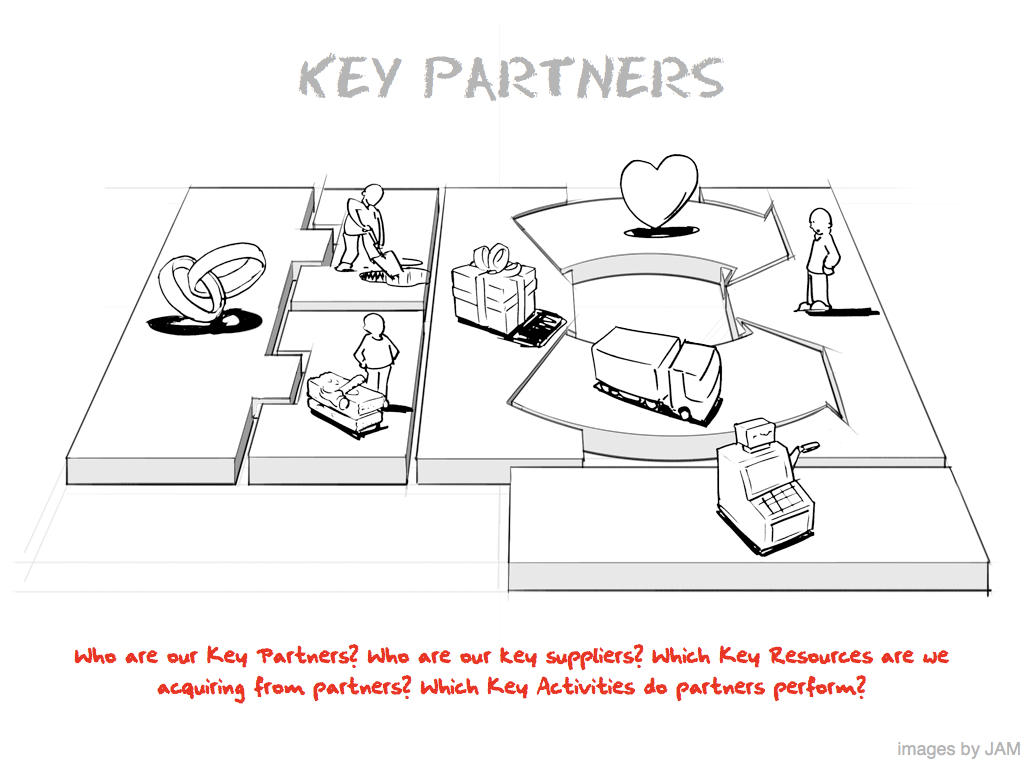 KEY PARTNERS
Who are our Key Partners? Who are our key suppliers? Which Key Resources are we
acquiring from partners? Which Key Activities do partners perform?
images by JAM